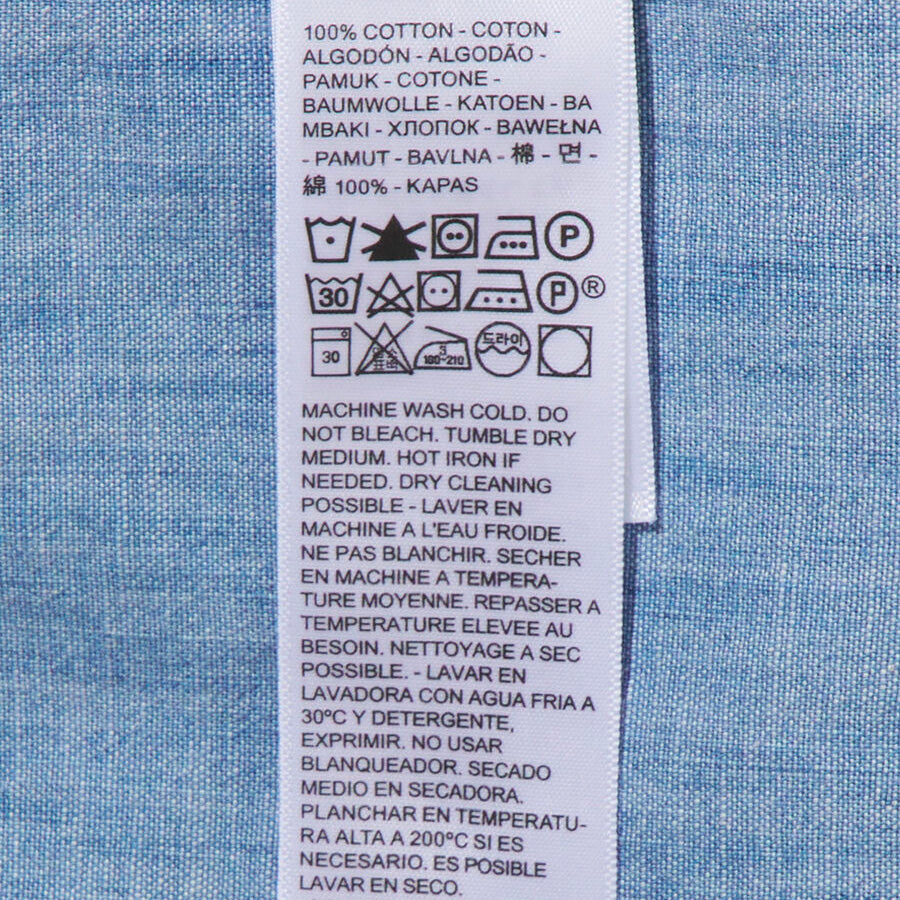 100% COTTON - COTON -
ALGODÓN - ALGODÃO -
PAMUK - COTONE -
BAUMWOLLE - KATOEN - BA
MBAKI - ХЛОПОК - BAWEŁNA
- PAMUT - BAVLNA - 棉 - 면 -
綿 100% - KAPAS
P
30 P®
30 3 180~210 드라이
MACHINE WASH COLD. DO
NOT BLEACH. TUMBLE DRY
MEDIUM. HOT IRON IF
NEEDED. DRY CLEANING
POSSIBLE - LAVER EN
MACHINE A L'EAU FROIDE.
NE PAS BLANCHIR. SECHER
EN MACHINE A TEMPERA-
TURE MOYENNE. REPASSER A
TEMPERATURE ELEVEE AU
BESOIN. NETTOYAGE A SEC
POSSIBLE. - LAVAR EN
LAVADORA CON AGUA FRIA A
30ºC Y DETERGENTE,
EXPRIMIR. NO USAR
BLANQUEADOR. SECADO
MEDIO EN SECADORA.
PLANCHAR EN TEMPERATU-
RA ALTA A 200ºC SI ES
NECESARIO. ES POSIBLE
LAVAR EN SECO.